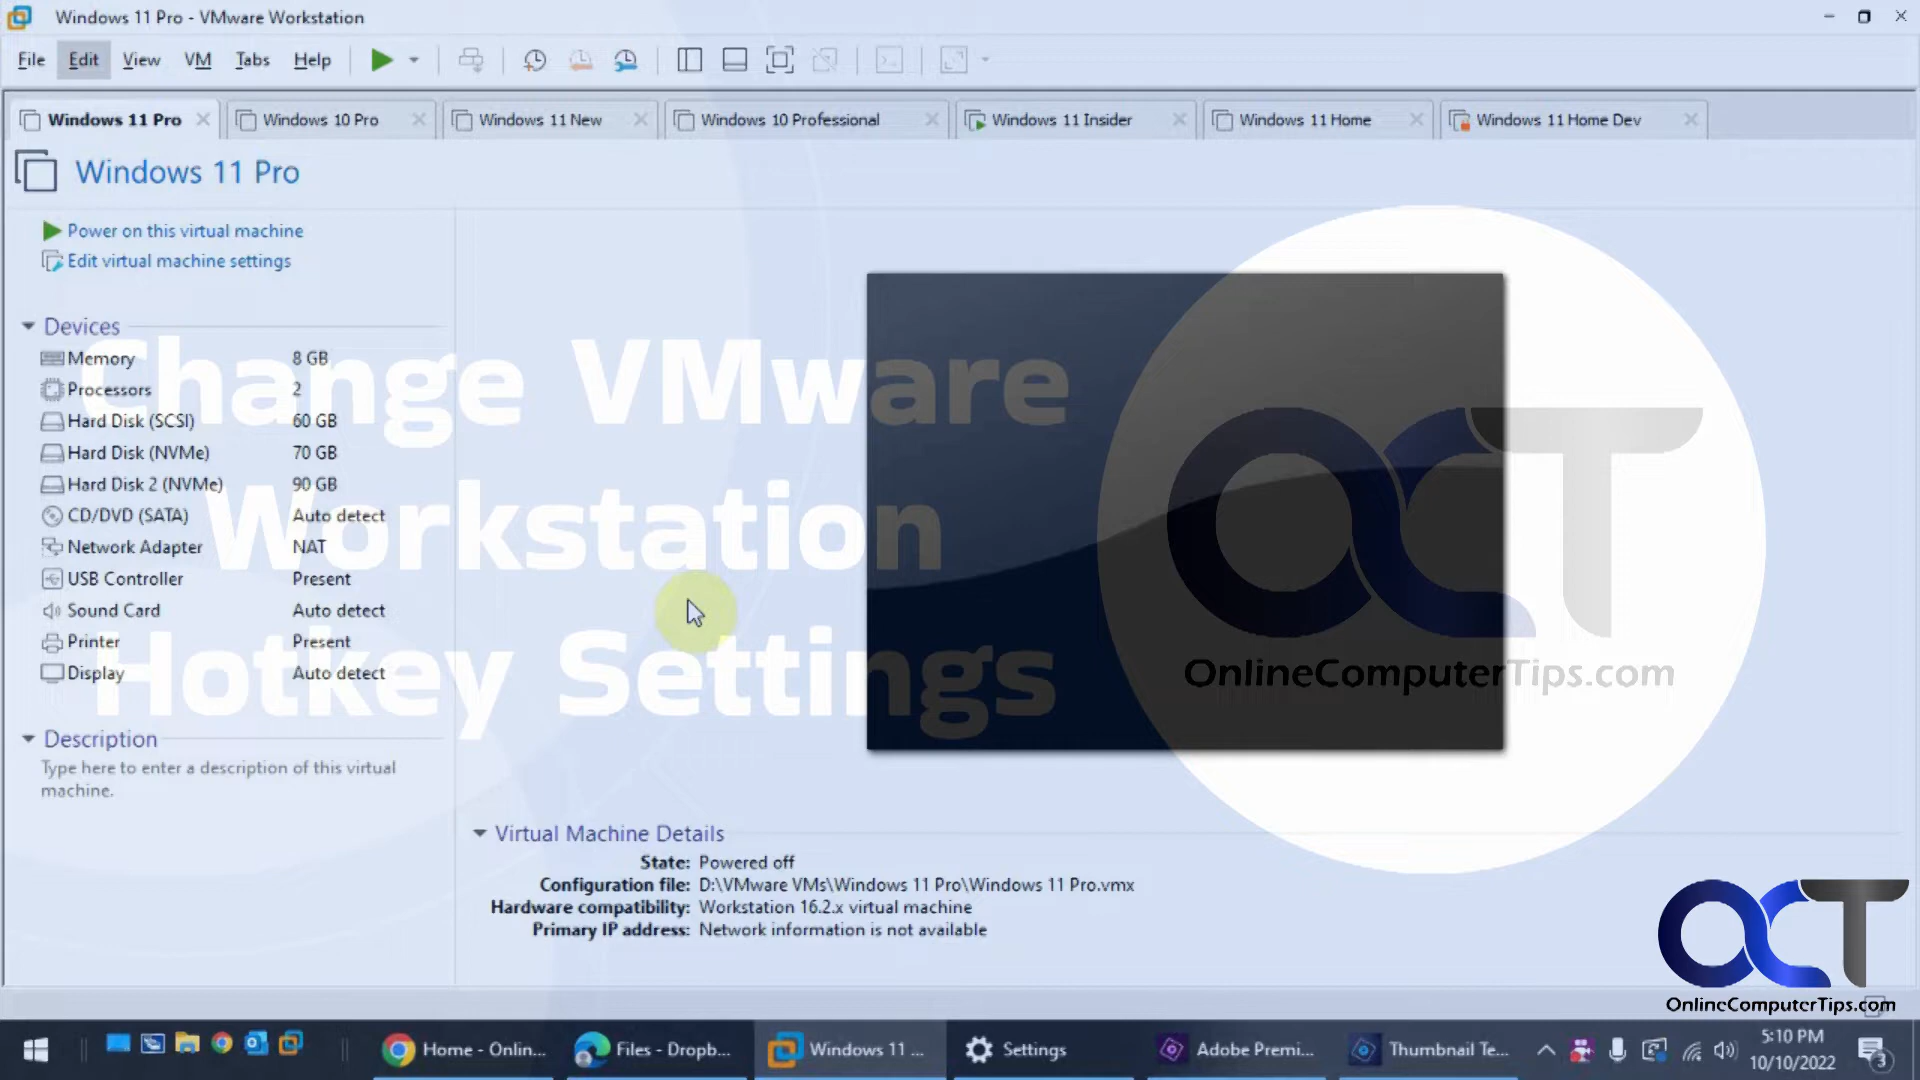 Windows 11 Pro - VMware Workstation
File Edit View VM Tabs Help
Windows 11 Pro Windows 10 Pro Windows 11 New Windows 10 Professional Windows 11 Insider Windows 11 Home Windows 11 Home Dev
Windows 11 Pro
Power on this virtual machine
Edit virtual machine settings
Devices
Memory 8 GB
Processors 2
Hard Disk (SCSI) 60 GB
Hard Disk (NVMe) 70 GB
Hard Disk 2 (NVMe) 90 GB
CD/DVD (SATA) Auto detect
Network Adapter NAT
USB Controller Present
Sound Card Auto detect
Printer Present
Display Auto detect
Description
Type here to enter a description of this virtual
machine.
Change VMware
Workstation
Hotkey Settings
OCT
OnlineComputerTips.com
Virtual Machine Details
State: Powered off
Configuration file: D:\VMware VMs\Windows 11 Pro\Windows 11 Pro.vmx
Hardware compatibility: Workstation 16.2.x virtual machine
Primary IP address: Network information is not available
OCT
OnlineComputerTips.com
Home - Onlin... Files - Dropb... Windows 11 ... Settings Adobe Premi... Thumbnail Te... 5:10 PM
10/10/2022 3